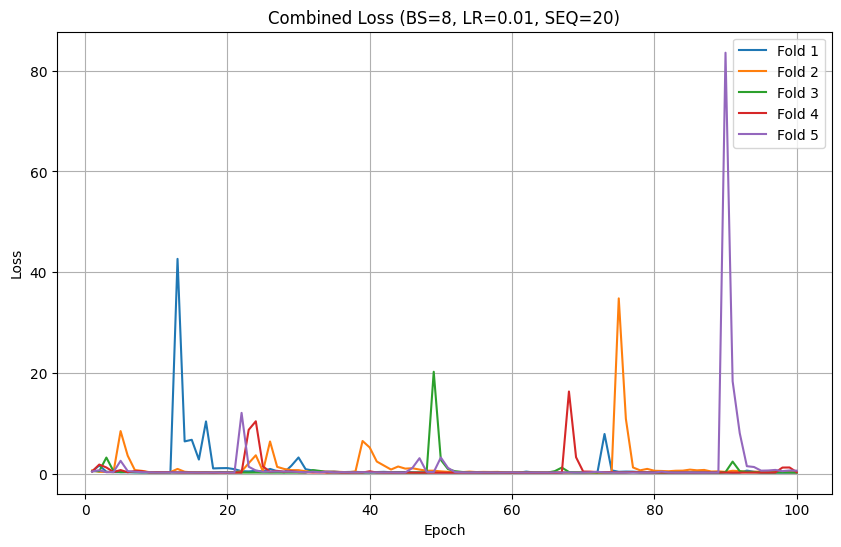 Combined Loss (BS=8, LR=0.01, SEQ=20)
Fold 1
Fold 2
Fold 3
Fold 4
Fold 5
Loss
80
60
40
20
0
0 20 40 60 80 100
Epoch